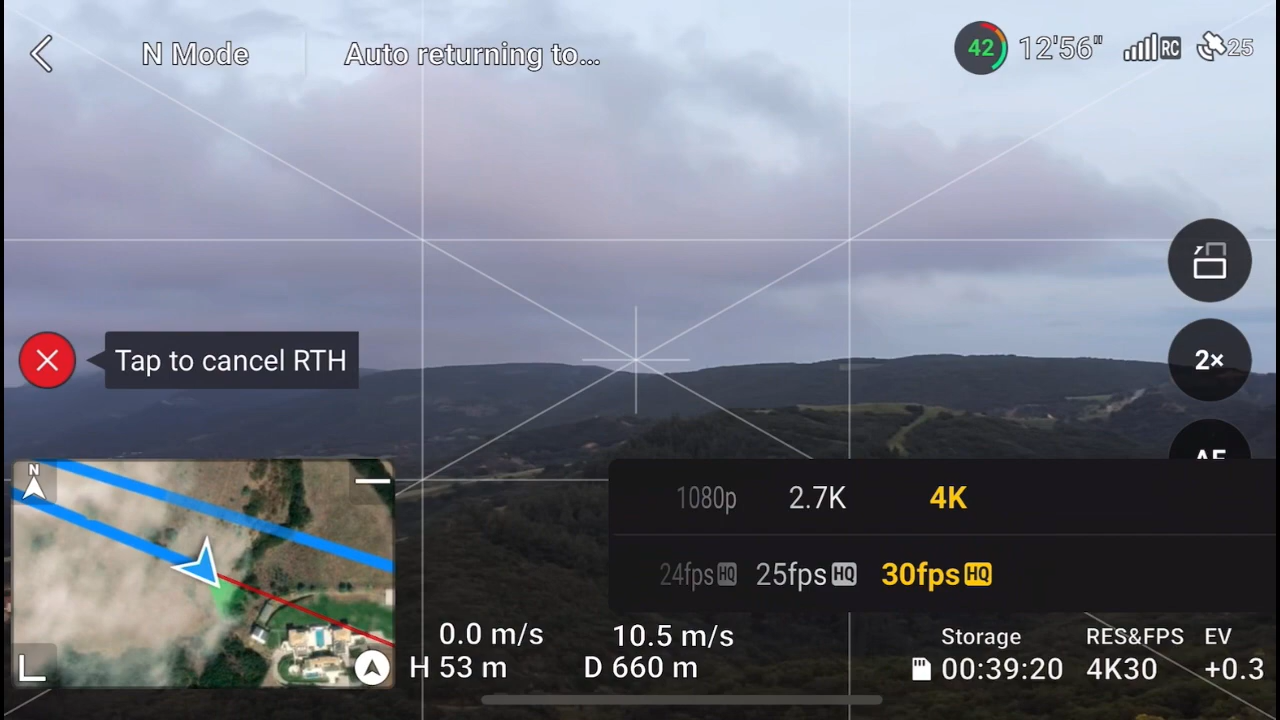 N Mode
Auto returning to...
42
12'56"
RC
25
Tap to cancel RTH
2×
AF
N
1080p
2.7K
4K
24fps HQ
25fps HQ
30fps HQ
0.0 m/s
10.5 m/s
H 53 m
D 660 m
Storage
RES&FPS
EV
00:39:20
4K30
+0.3